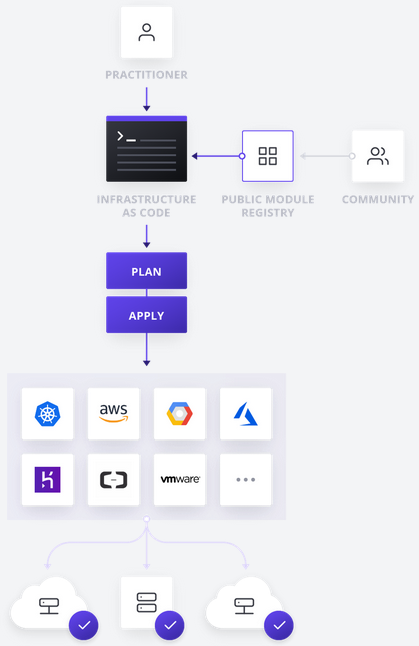 PRACTITIONER
INFRASTRUCTURE
AS CODE
PUBLIC MODULE
REGISTRY
COMMUNITY
PLAN
APPLY
aws
vmware